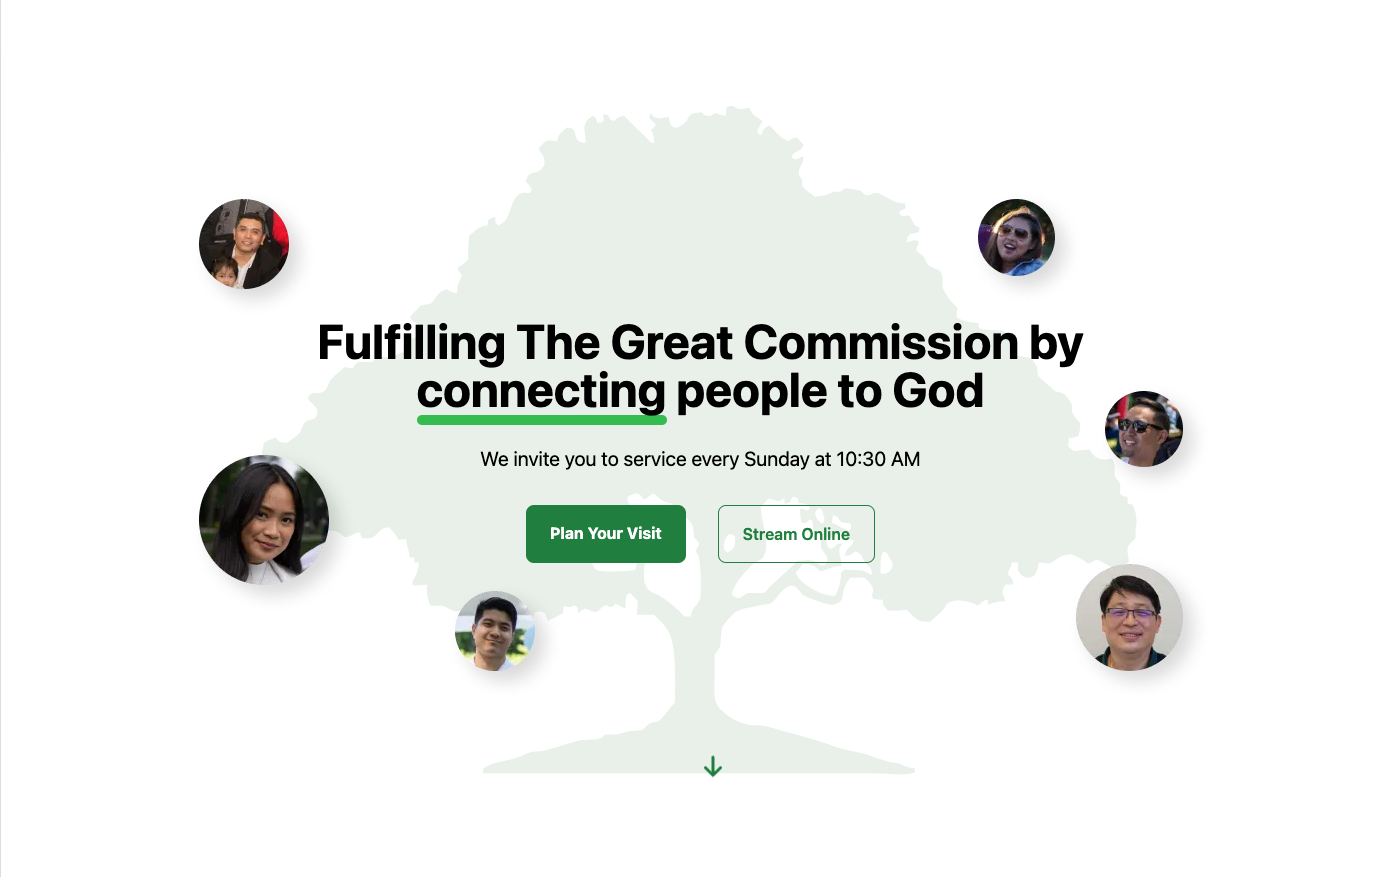 Fulfilling The Great Commission by
connecting people to God
We invite you to service every Sunday at 10:30 AM
Plan Your Visit
Stream Online